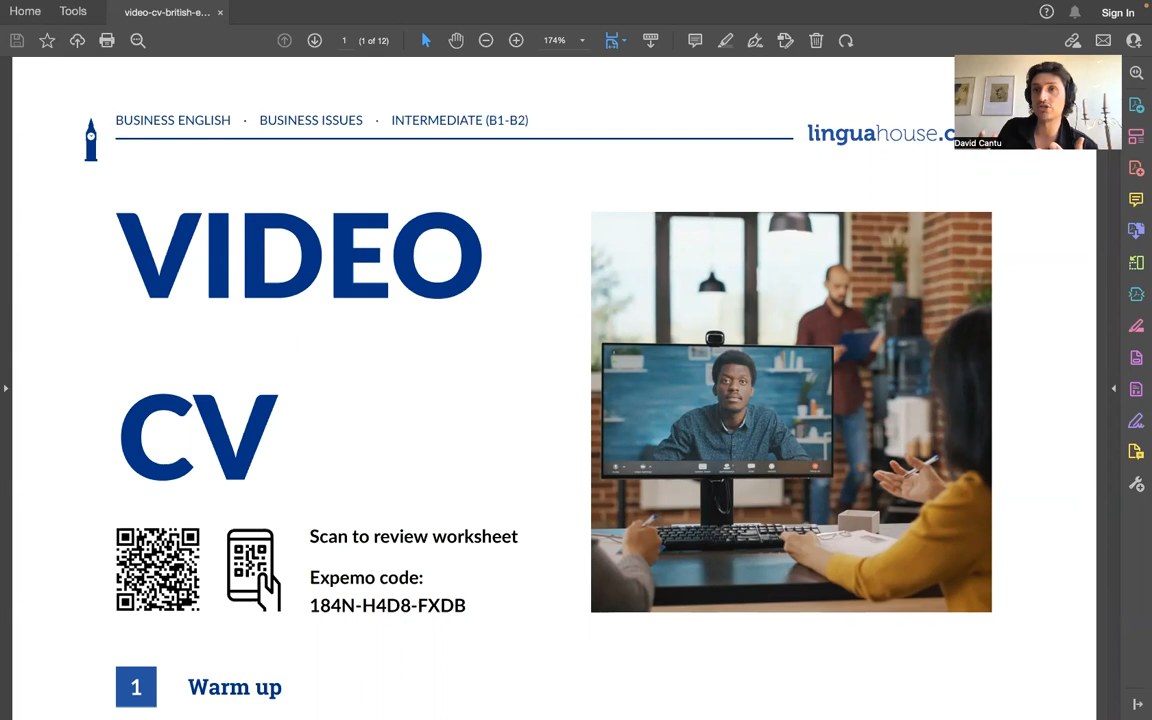 Home
Tools
video-cv-british-e...
×
Sign In
1
(1 of 12)
174%
David Cantu
BUSINESS ENGLISH · BUSINESS ISSUES · INTERMEDIATE (B1-B2)
linguahouse.c
VIDEO
CV
Scan to review worksheet
Expemo code:
184N-H4D8-FXDB
1
Warm up